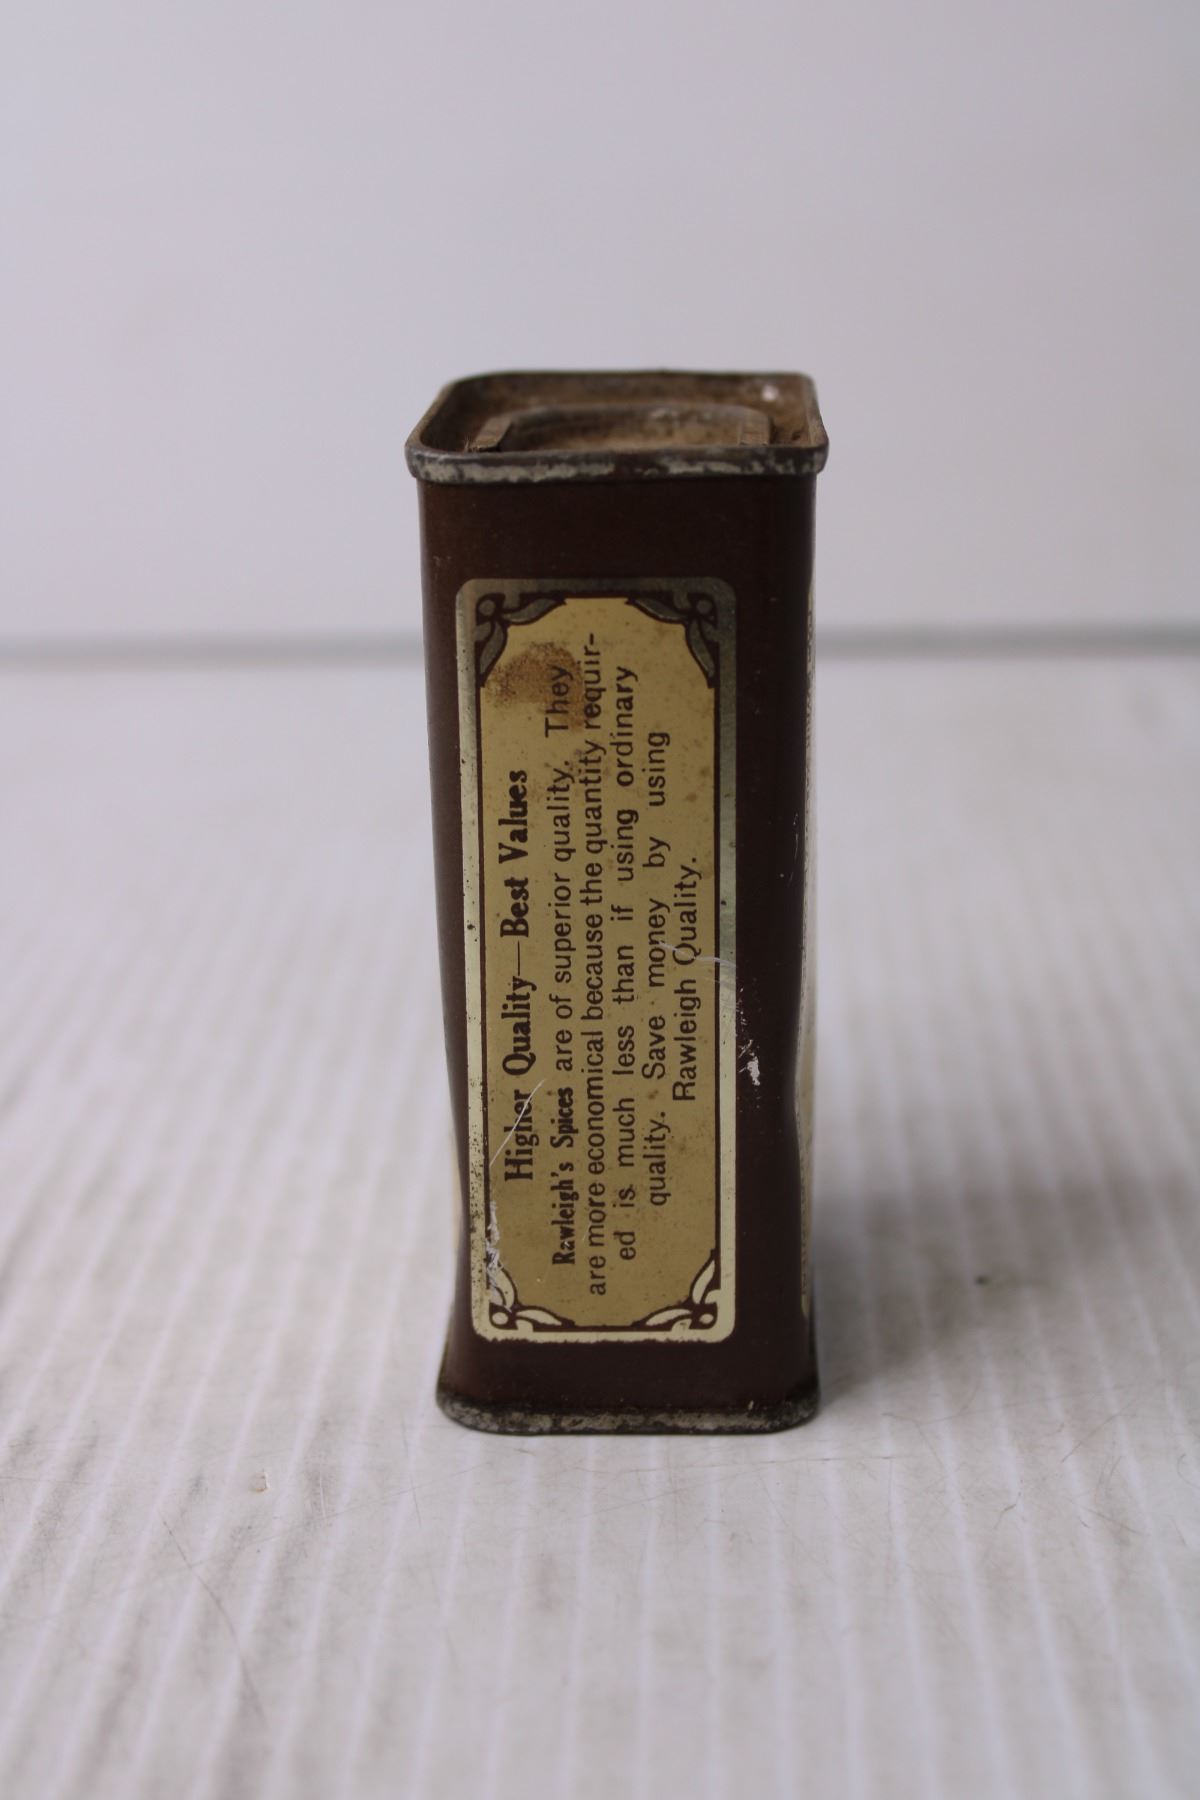 Higher Quality—Best Values
Rawleigh's Spices are of superior quality. They
are more economical because the quantity requir-
ed is much less than if using ordinary
quality. Save money by using
Rawleigh Quality.